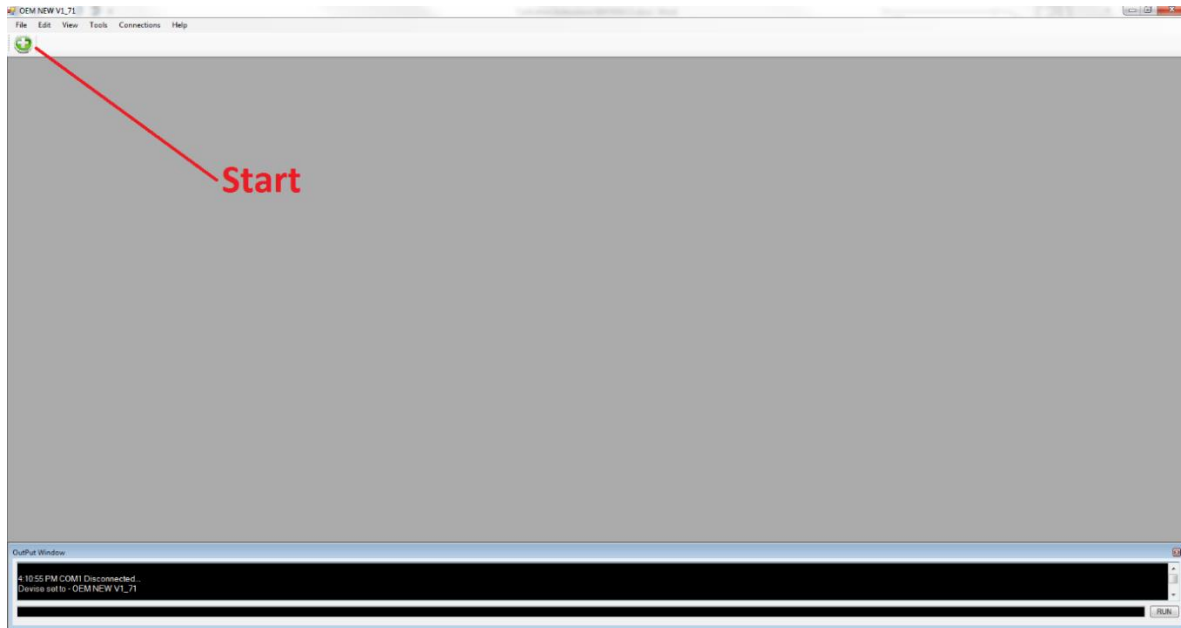 OEM NEW V1_71
File Edit View Tools Connections Help
Start
OutPut Window
4:10:55 PM COM1 Disconnected...
Devise set to - OEM NEW V1_71
RUN